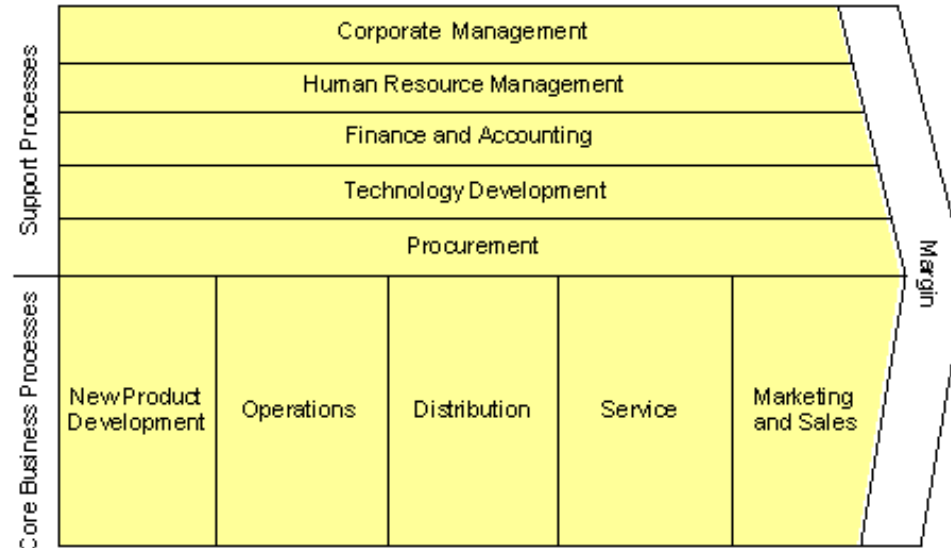 Support Processes
Corporate Management
Human Resource Management
Finance and Accounting
Technology Development
Procurement
Margin
Core Business Processes
New Product
Development
Operations
Distribution
Service
Marketing
and Sales